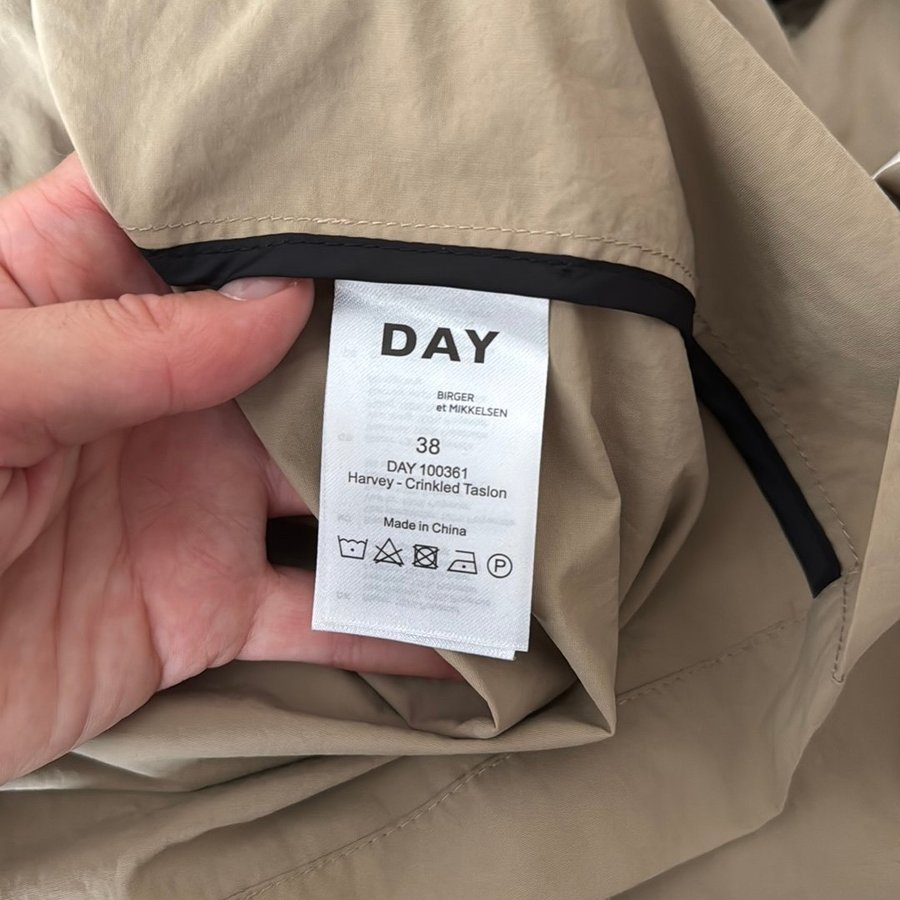 DAY
BIRGER
et MIKKELSEN
38
DAY 100361
Harvey - Crinkled Taslon
Made in China
P